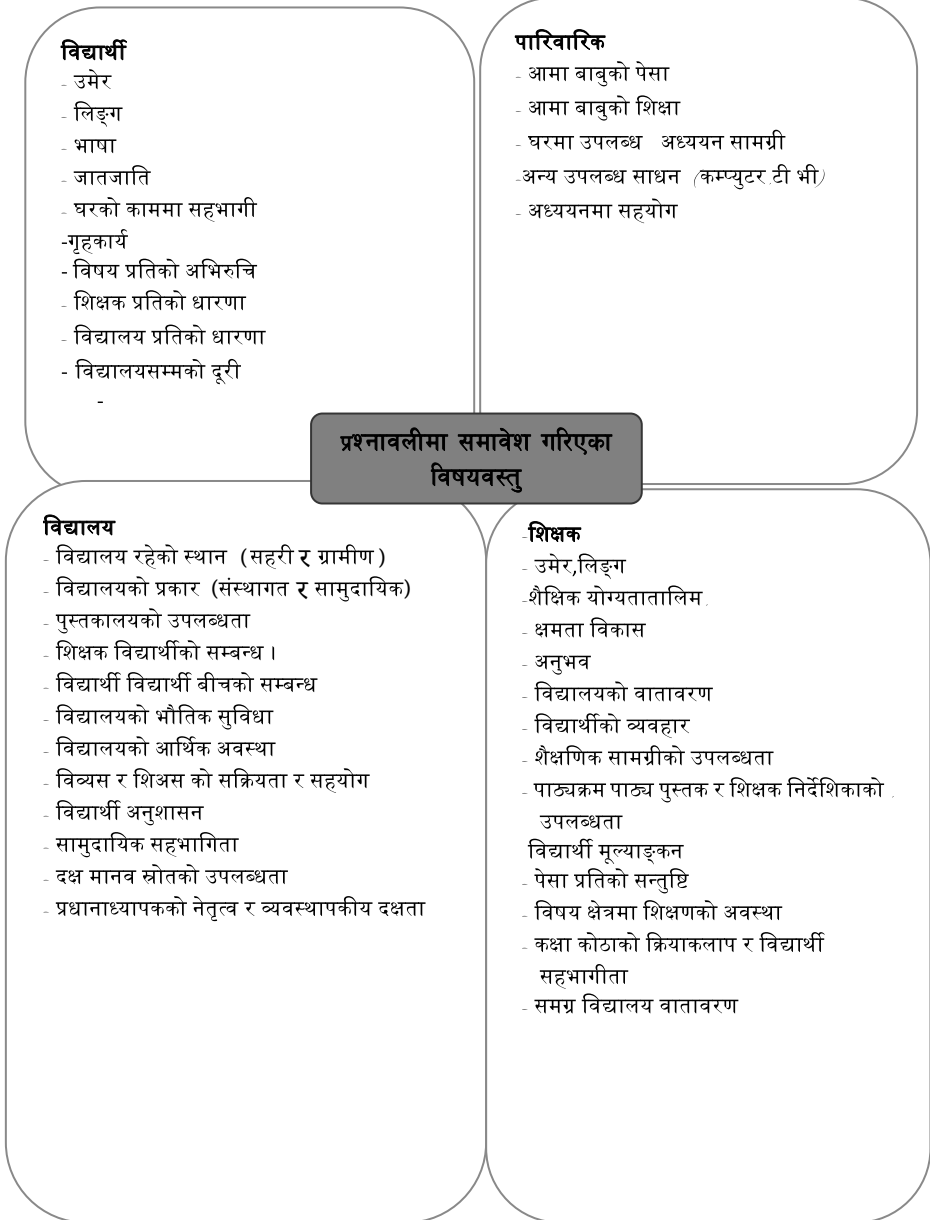 विद्यार्थी
- उमेर
- लिङ्ग
- भाषा
- जातजाति
- घरको काममा सहभागी
-गृहकार्य
- विषय प्रतिको अभिरुचि
- शिक्षक प्रतिको धारणा
- विद्यालय प्रतिको धारणा
- विद्यालयसम्मको दूरी
-
पारिवारिक
- आमा बाबुको पेसा
- आमा बाबुको शिक्षा
- घरमा उपलब्ध अध्ययन सामग्री
-अन्य उपलब्ध साधन (कम्प्युटर.टी भी)
- अध्ययनमा सहयोग
प्रश्नावलीमा समावेश गरिएका
विषयवस्तु
विद्यालय
- विद्यालय रहेको स्थान (सहरी र ग्रामीण)
- विद्यालयको प्रकार (संस्थागत र सामुदायिक)
- पुस्तकालयको उपलब्धता
- शिक्षक विद्यार्थीको सम्बन्ध ।
- विद्यार्थी विद्यार्थी बीचको सम्बन्ध
- विद्यालयको भौतिक सुविधा
- विद्यालयको आर्थिक अवस्था
- विव्यस र शिअस को सक्रियता र सहयोग
- विद्यार्थी अनुशासन
- सामुदायिक सहभागिता
- दक्ष मानव स्रोतको उपलब्धता
- प्रधानाध्यापकको नेतृत्व र व्यवस्थापकीय दक्षता
-शिक्षक
- उमेर,लिङ्ग
-शैक्षिक योग्यतातालिम.
- क्षमता विकास
- अनुभव
- विद्यालयको वातावरण
- विद्यार्थीको व्यवहार
- शैक्षणिक सामग्रीको उपलब्धता
- पाठ्यक्रम पाठ्य पुस्तक र शिक्षक निर्देशिकाको .
उपलब्धता
विद्यार्थी मूल्याङ्कन
- पेसा प्रतिको सन्तुष्टि
- विषय क्षेत्रमा शिक्षणको अवस्था
- कक्षा कोठाको क्रियाकलाप र विद्यार्थी
सहभागीता
- समग्र विद्यालय वातावरण